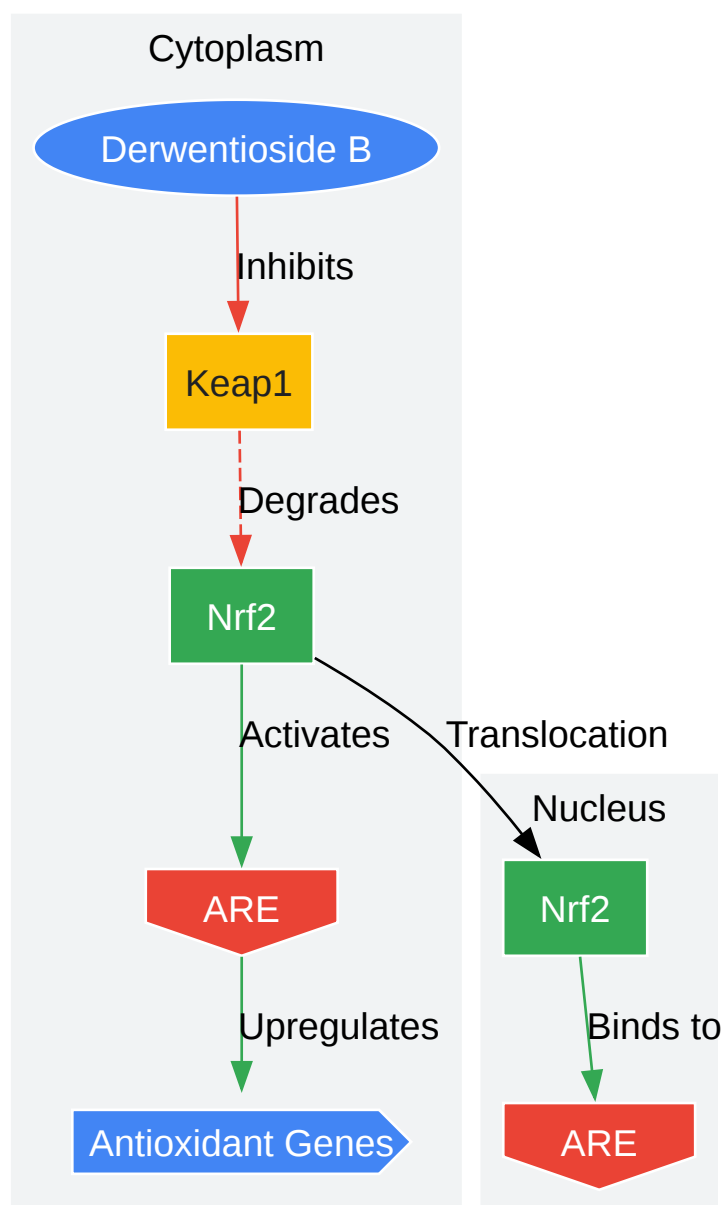 Cytoplasm
Derwentioside B
Inhibits
Keap1
Degrades
Nrf2
Activates
Translocation
Nucleus
ARE
Nrf2
Upregulates
Binds to
Antioxidant Genes
ARE